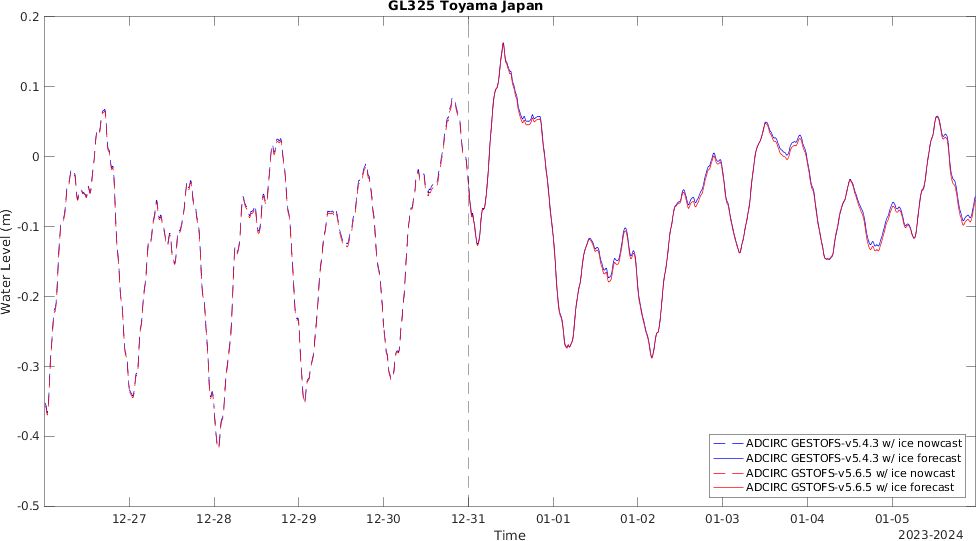 GL325 Toyama Japan
0.2
0.1
0
-0.1
-0.2
-0.3
-0.4
-0.5
Water Level (m)
ADCIRC GESTOFS-v5.4.3 w/ ice nowcast
ADCIRC GESTOFS-v5.4.3 w/ ice forecast
ADCIRC GSTOFS-v5.6.5 w/ ice nowcast
ADCIRC GSTOFS-v5.6.5 w/ ice forecast
12-27 12-28 12-29 12-30 12-31 01-01 01-02 01-03 01-04 01-05
Time
2023-2024